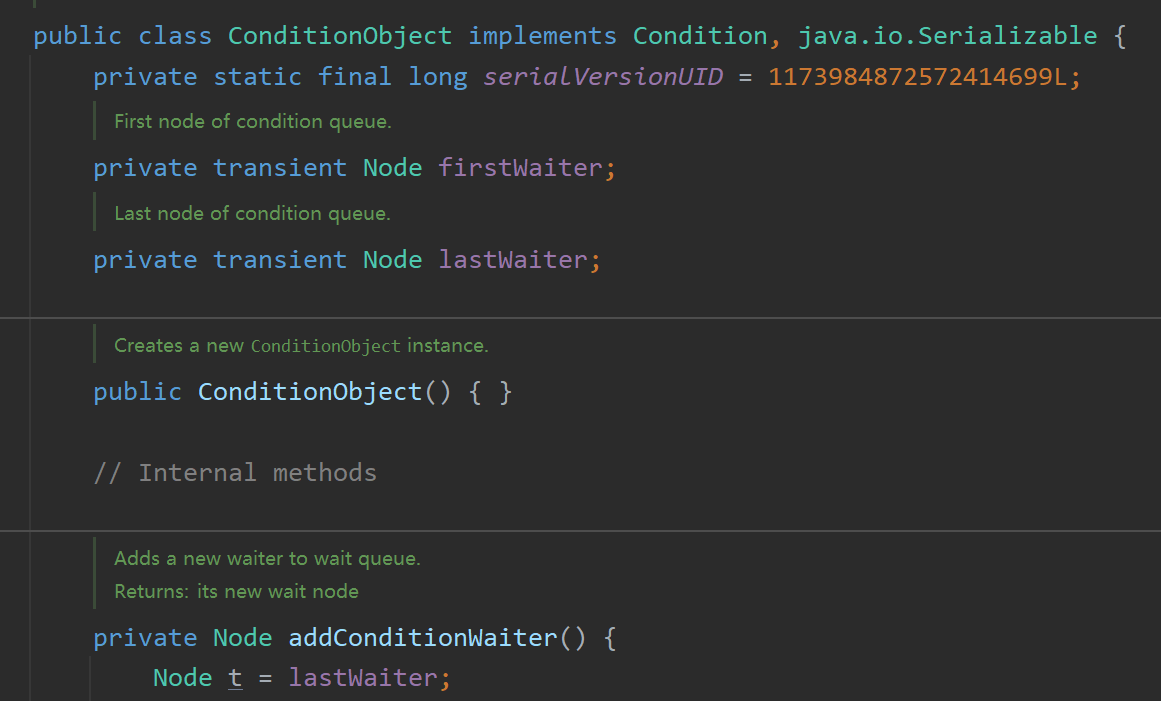 public class ConditionObject implements Condition, java.io.Serializable {
private static final long serialVersionUID = 1173984872572414699L;
First node of condition queue.
private transient Node firstWaiter;
Last node of condition queue.
private transient Node lastWaiter;
Creates a new ConditionObject instance.
public ConditionObject() { }
// Internal methods
Adds a new waiter to wait queue.
Returns: its new wait node
private Node addConditionWaiter() {
Node t = lastWaiter;